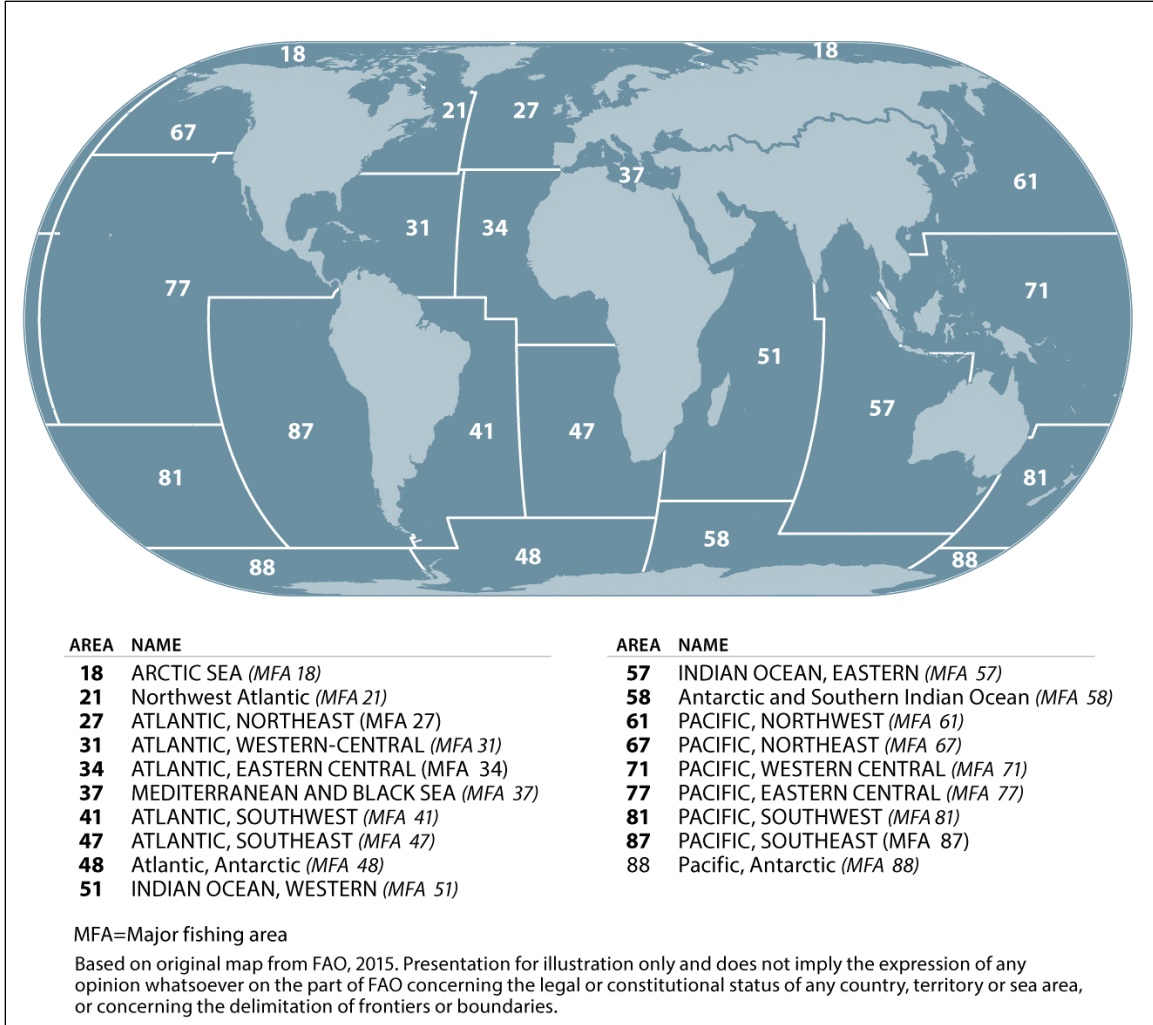 18
18
21
27
67
37
61
31
34
77
71
51
57
87
41
47
81
81
58
48
88
88
AREA NAME
18 ARCTIC SEA (MFA 18)
21 Northwest Atlantic (MFA 21)
27 ATLANTIC, NORTHEAST (MFA 27)
31 ATLANTIC, WESTERN-CENTRAL (MFA 31)
34 ATLANTIC, EASTERN CENTRAL (MFA 34)
37 MEDITERRANEAN AND BLACK SEA (MFA 37)
41 ATLANTIC, SOUTHWEST (MFA 41)
47 ATLANTIC, SOUTHEAST (MFA 47)
48 Atlantic, Antarctic (MFA 48)
51 INDIAN OCEAN, WESTERN (MFA 51)
AREA NAME
57 INDIAN OCEAN, EASTERN (MFA 57)
58 Antarctic and Southern Indian Ocean (MFA 58)
61 PACIFIC, NORTHWEST (MFA 61)
67 PACIFIC, NORTHEAST (MFA 67)
71 PACIFIC, WESTERN CENTRAL (MFA 71)
77 PACIFIC, EASTERN CENTRAL (MFA 77)
81 PACIFIC, SOUTHWEST (MFA 81)
87 PACIFIC, SOUTHEAST (MFA 87)
88 Pacific, Antarctic (MFA 88)
MFA=Major fishing area
Based on original map from FAO, 2015. Presentation for illustration only and does not imply the expression of any
opinion whatsoever on the part of FAO concerning the legal or constitutional status of any country, territory or sea area,
or concerning the delimitation of frontiers or boundaries.